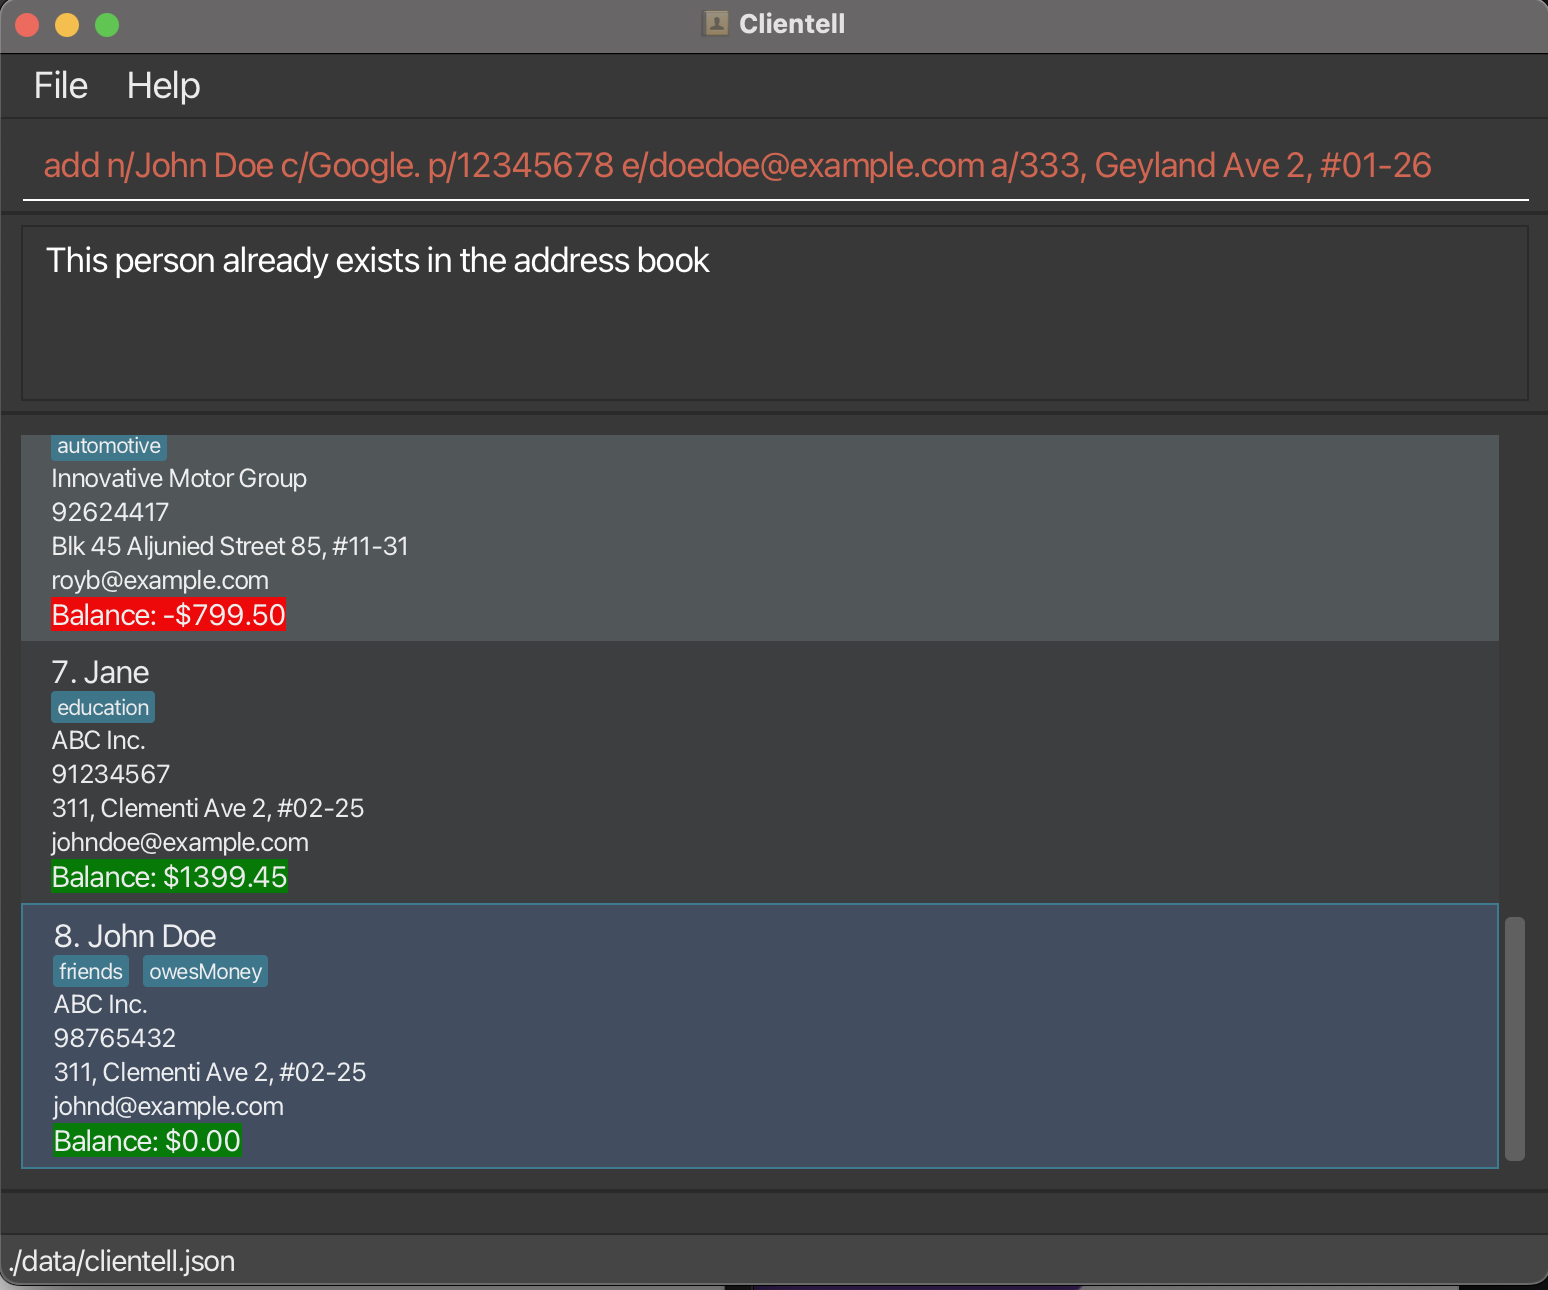 Clientell
File Help
add n/John Doe c/Google. p/12345678 e/doedoe@example.com a/333, Geyland Ave 2, #01-26
This person already exists in the address book
automotive
Innovative Motor Group
92624417
Blk 45 Aljunied Street 85, #11-31
royb@example.com
Balance: -$799.50
7. Jane
education
ABC Inc.
91234567
311, Clementi Ave 2, #02-25
johndoe@example.com
Balance: $1399.45
8. John Doe
friends owesMoney
ABC Inc.
98765432
311, Clementi Ave 2, #02-25
johnd@example.com
Balance: $0.00
./data/clientell.json